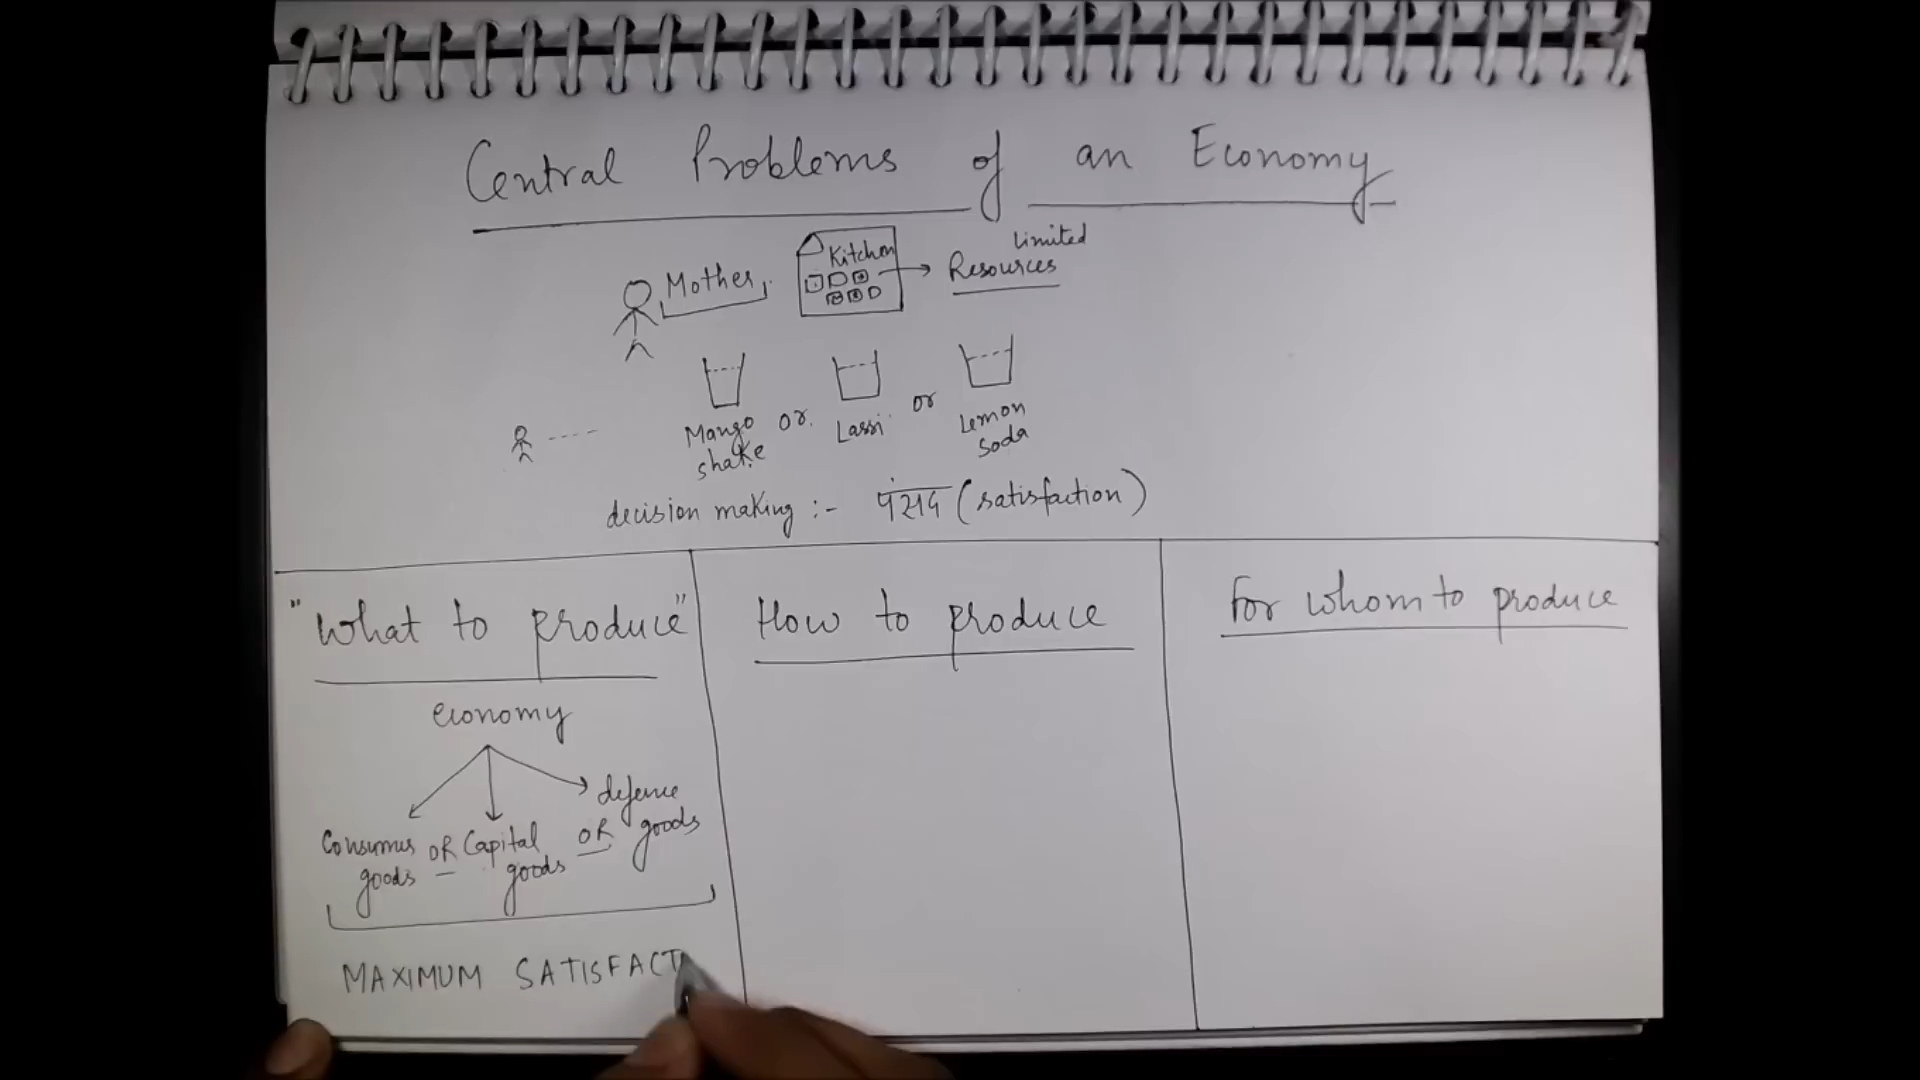 Central Problems of an Economy
Mother
Kitchen
Limited
Resources
Mango shake or Lassi or Lemon Soda
decision making :- पसंद (satisfaction)
"What to produce"
economy
Consumer goods OR Capital goods OR defence goods
MAXIMUM SATISFACT
How to produce
For whom to produce